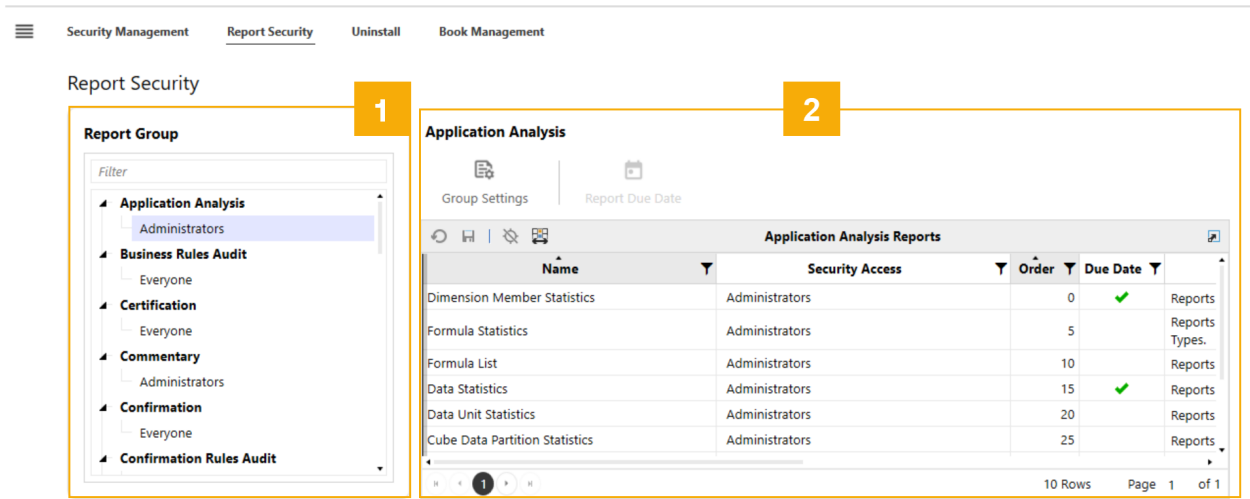 Security Management Report Security Uninstall Book Management
Report Security
1
Report Group
Filter
Application Analysis
Administrators
Business Rules Audit
Everyone
Certification
Everyone
Commentary
Administrators
Confirmation
Everyone
Confirmation Rules Audit
2
Application Analysis
Group Settings Report Due Date
Application Analysis Reports
Name Security Access Order Due Date
Dimension Member Statistics Administrators 0 Reports
Formula Statistics Administrators 5 Reports
Types.
Formula List Administrators 10 Reports
Data Statistics Administrators 15 Reports
Data Unit Statistics Administrators 20 Reports
Cube Data Partition Statistics Administrators 25 Reports
1 10 Rows Page 1 of 1